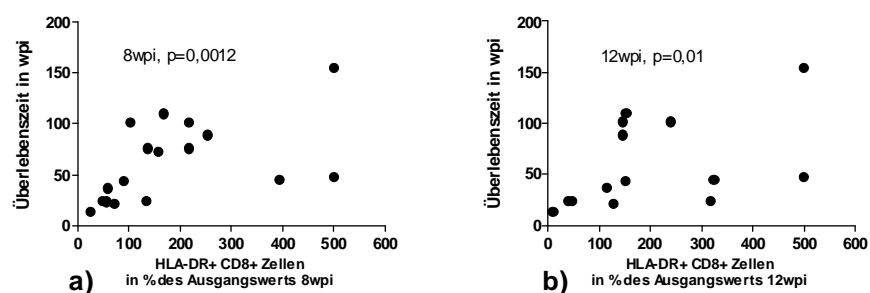 200
150
100
50
0
Überlebenszeit in wpi
8wpi, p=0,0012
0 100 200 300 400 500 600
HLA-DR+ CD8+ Zellen
in % des Ausgangswerts 8wpi
a)
200
150
100
50
0
Überlebenszeit in wpi
12wpi, p=0,01
0 100 200 300 400 500 600
HLA-DR+ CD8+ Zellen
in % des Ausgangswerts 12wpi
b)